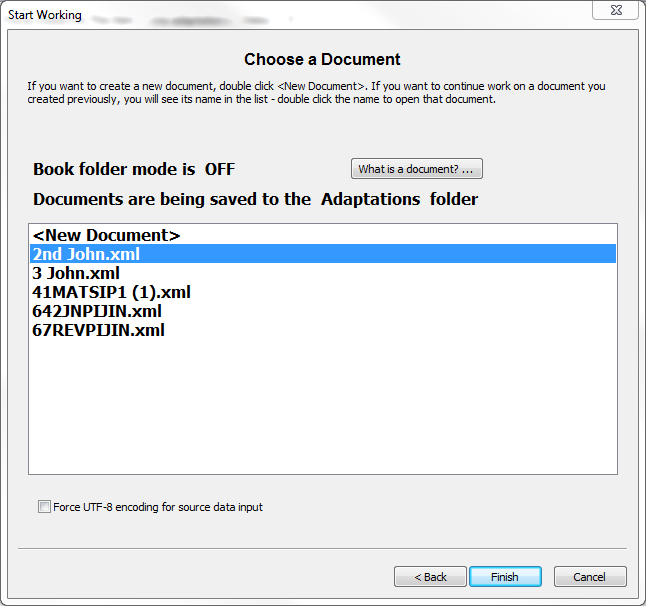 Start Working
Choose a Document
If you want to create a new document, double click <New Document>. If you want to continue work on a document you
created previously, you will see its name in the list - double click the name to open that document.
Book folder mode is OFF
What is a document? ...
Documents are being saved to the Adaptations folder
<New Document>
2nd John.xml
3 John.xml
41MATSIP1 (1).xml
642JNPIJIN.xml
67REVPIJIN.xml
Force UTF-8 encoding for source data input
< Back
Finish
Cancel